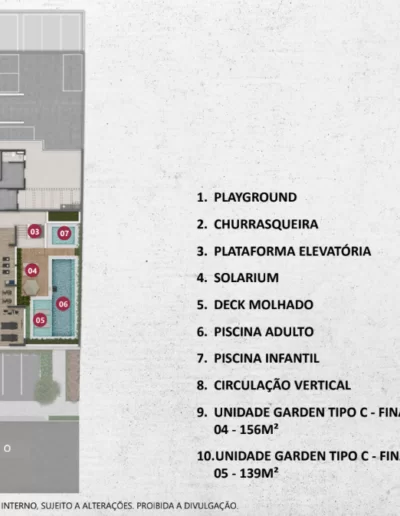 03
07
04
06
05
O
1. PLAYGROUND
2. CHURRASQUEIRA
3. PLATAFORMA ELEVATÓRIA
4. SOLARIUM
5. DECK MOLHADO
6. PISCINA ADULTO
7. PISCINA INFANTIL
8. CIRCULAÇÃO VERTICAL
9. UNIDADE GARDEN TIPO C - FINA
04 - 156M²
10.UNIDADE GARDEN TIPO C - FINA
05 - 139M²
INTERNO, SUJEITO A ALTERAÇÕES. PROIBIDA A DIVULGAÇÃO.